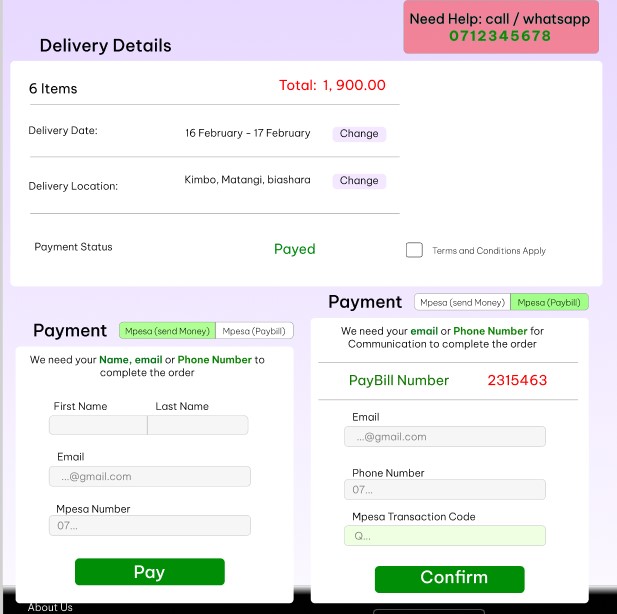 Need Help: call / whatsapp
0712345678
Delivery Details
6 Items
Total: 1, 900.00
Delivery Date:
16 February - 17 February
Change
Delivery Location:
Kimbo, Matangi, biashara
Change
Payment Status
Payed
Terms and Conditions Apply
Payment
Mpesa (send Money)
Mpesa (Paybill)
We need your Name, email or Phone Number to
complete the order
First Name
Last Name
Email
...@gmail.com
Mpesa Number
07...
Pay
Payment
Mpesa (send Money)
Mpesa (Paybill)
We need your email or Phone Number for
Communication to complete the order
PayBill Number
2315463
Email
...@gmail.com
Phone Number
07...
Mpesa Transaction Code
Q...
Confirm
About Us